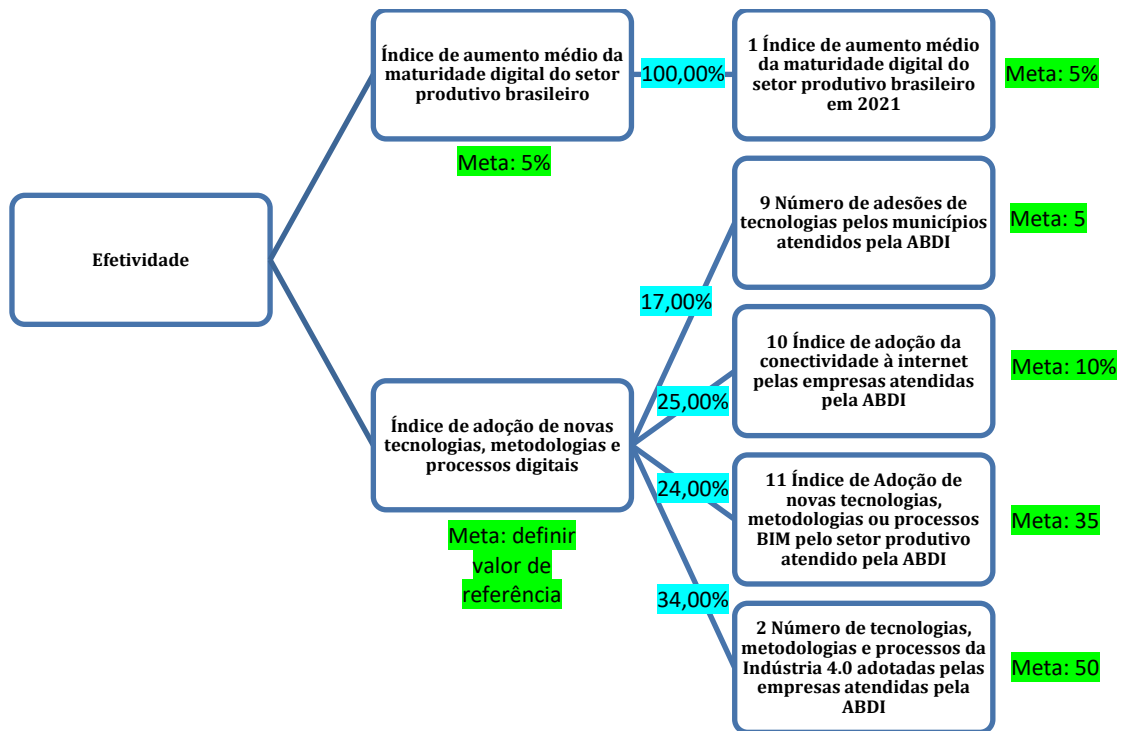 Efetividade
Índice de aumento médio da
maturidade digital do setor
produtivo brasileiro
Meta: 5%
100,00%
1 Índice de aumento médio
da maturidade digital do
setor produtivo brasileiro
em 2021
Meta: 5%
Índice de adoção de novas
tecnologias, metodologias e
processos digitais
Meta: definir
valor de
referência
17,00%
9 Número de adesões de
tecnologias pelos municípios
atendidos pela ABDI
Meta: 5
25,00%
10 Índice de adoção da
conectividade à internet
pelas empresas atendidas
pela ABDI
Meta: 10%
24,00%
11 Índice de Adoção de
novas tecnologias,
metodologias ou processos
BIM pelo setor produtivo
atendido pela ABDI
Meta: 35
34,00%
2 Número de tecnologias,
metodologias e processos da
Indústria 4.0 adotadas pelas
empresas atendidas pela
ABDI
Meta: 50